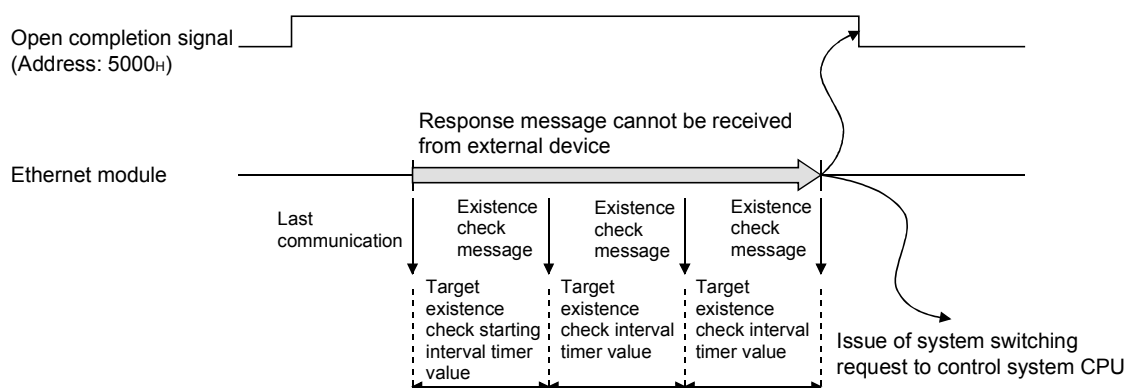 Open completion signal
(Address: 5000H)
Response message cannot be received
from external device
Ethernet module
Last
communication
Existence
check
message
Existence
check
message
Existence
check
message
Target
existence
check starting
interval timer
value
Target
existence
check interval
timer value
Target
existence
check interval
timer value
Issue of system switching
request to control system CPU